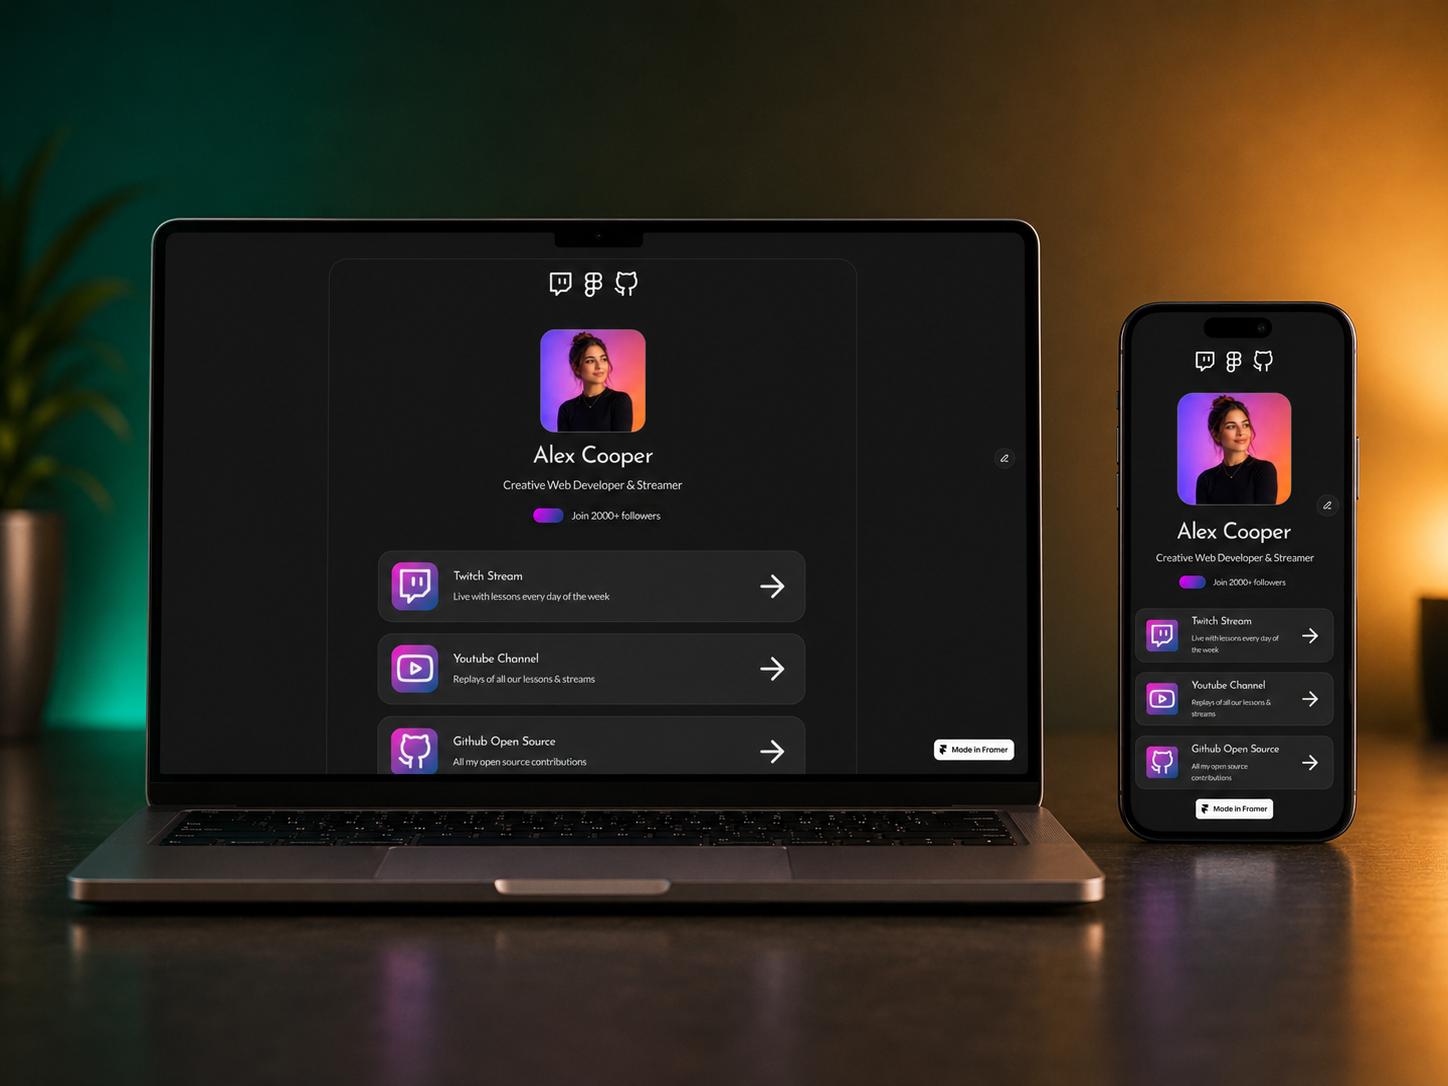 Alex Cooper
Creative Web Developer & Streamer
Join 2000+ followers
Twitch Stream
Live with lessons every day of the week
Youtube Channel
Replays of all our lessons & streams
Github Open Source
All my open source contributions
Made in Framer
Alex Cooper
Creative Web Developer & Streamer
Join 2000+ followers
Twitch Stream
Live with lessons every day of
the week
Youtube Channel
Replays of all our lessons &
streams
Github Open Source
All my open source
contributions
Made in Framer